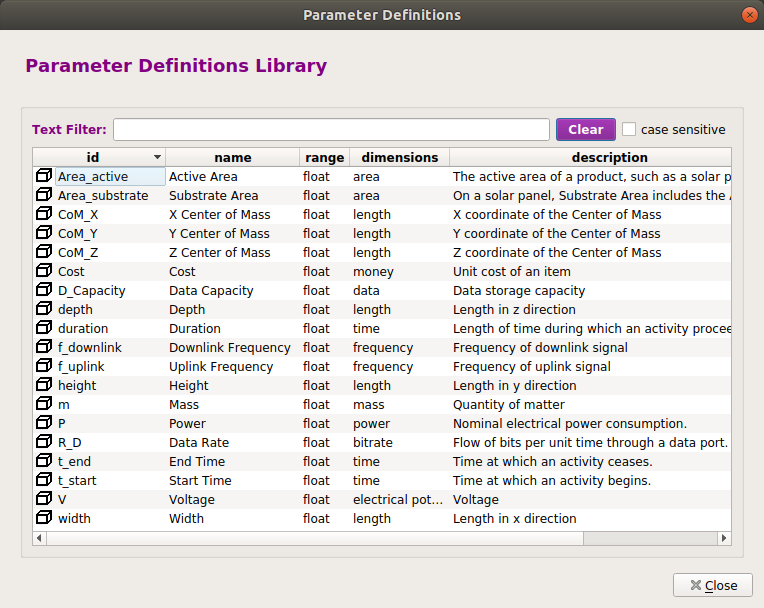 Parameter Definitions
Parameter Definitions Library
Text Filter: Clear case sensitive
id name range dimensions description
Area_active Active Area float area The active area of a product, such as a solar p
Area_substrate Substrate Area float area On a solar panel, Substrate Area includes the
CoM_X X Center of Mass float length X coordinate of the Center of Mass
CoM_Y Y Center of Mass float length Y coordinate of the Center of Mass
CoM_Z Z Center of Mass float length Z coordinate of the Center of Mass
Cost Cost float money Unit cost of an item
D_Capacity Data Capacity float data Data storage capacity
depth Depth float length Length in z direction
duration Duration float time Length of time during which an activity procee
f_downlink Downlink Frequency float frequency Frequency of downlink signal
f_uplink Uplink Frequency float frequency Frequency of uplink signal
height Height float length Length in y direction
m Mass float mass Quantity of matter
P Power float power Nominal electrical power consumption.
R_D Data Rate float bitrate Flow of bits per unit time through a data port.
t_end End Time float time Time at which an activity ceases.
t_start Start Time float time Time at which an activity begins.
V Voltage float electrical pot... Voltage
width Width float length Length in x direction
Close